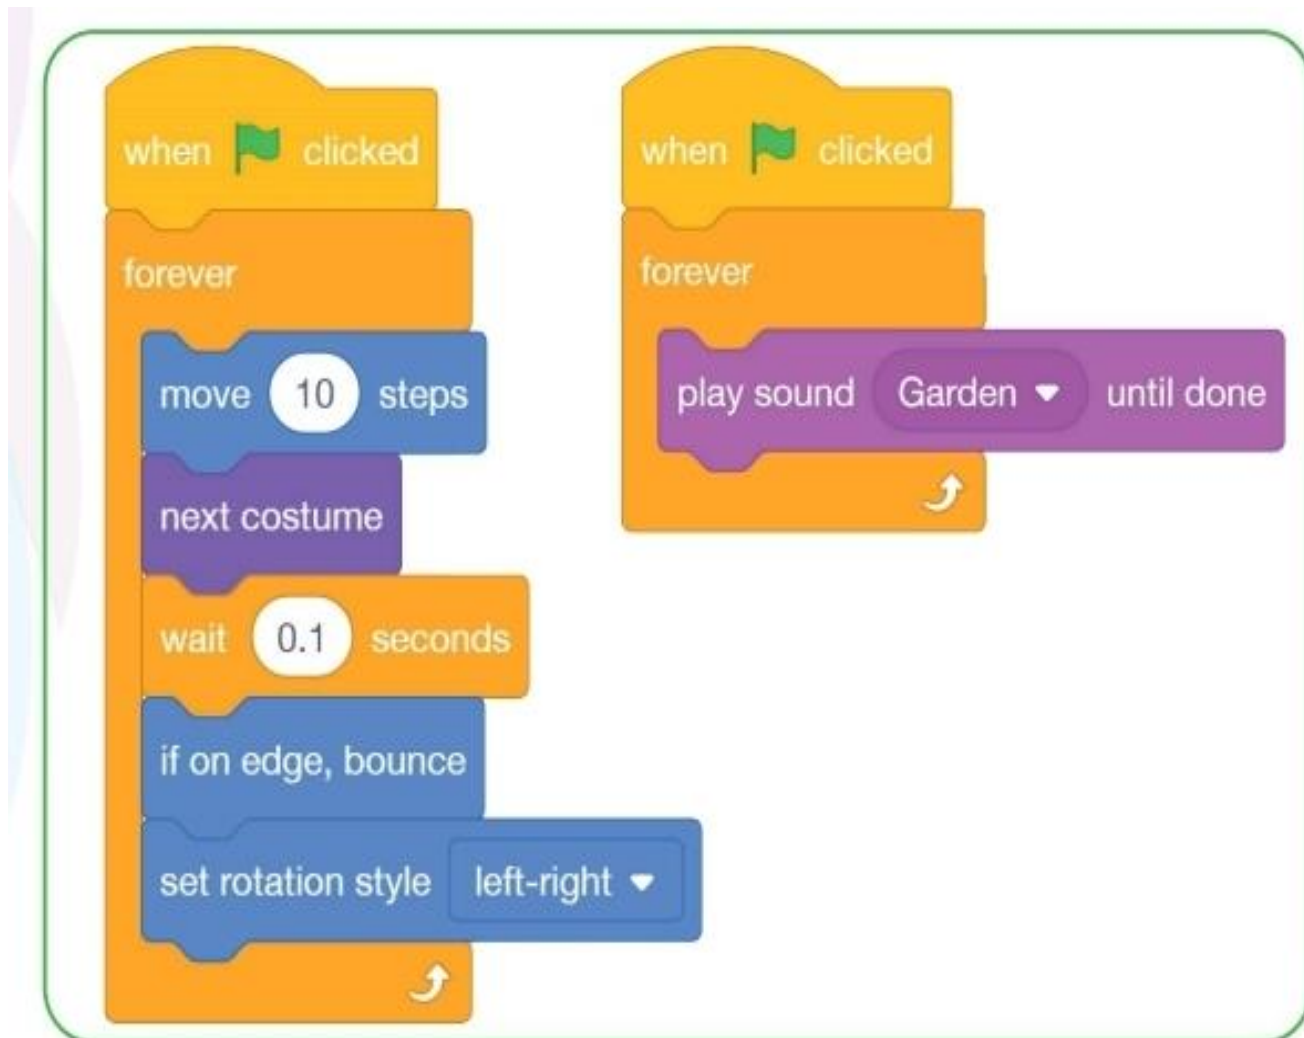 when clicked
forever
move 10 steps
next costume
wait 0.1 seconds
if on edge, bounce
set rotation style left-right
when clicked
forever
play sound Garden until done